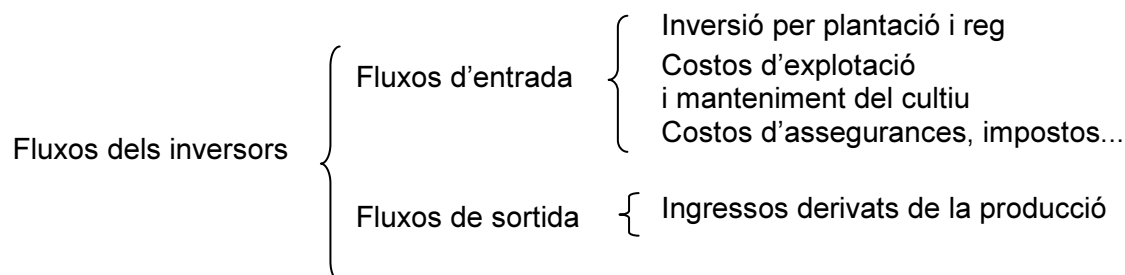 Inversió per plantació i reg
Fluxos d'entrada
Costos d'explotació
i manteniment del cultiu
Costos d'assegurances, impostos...
Fluxos dels inversors
Fluxos de sortida
Ingressos derivats de la producció